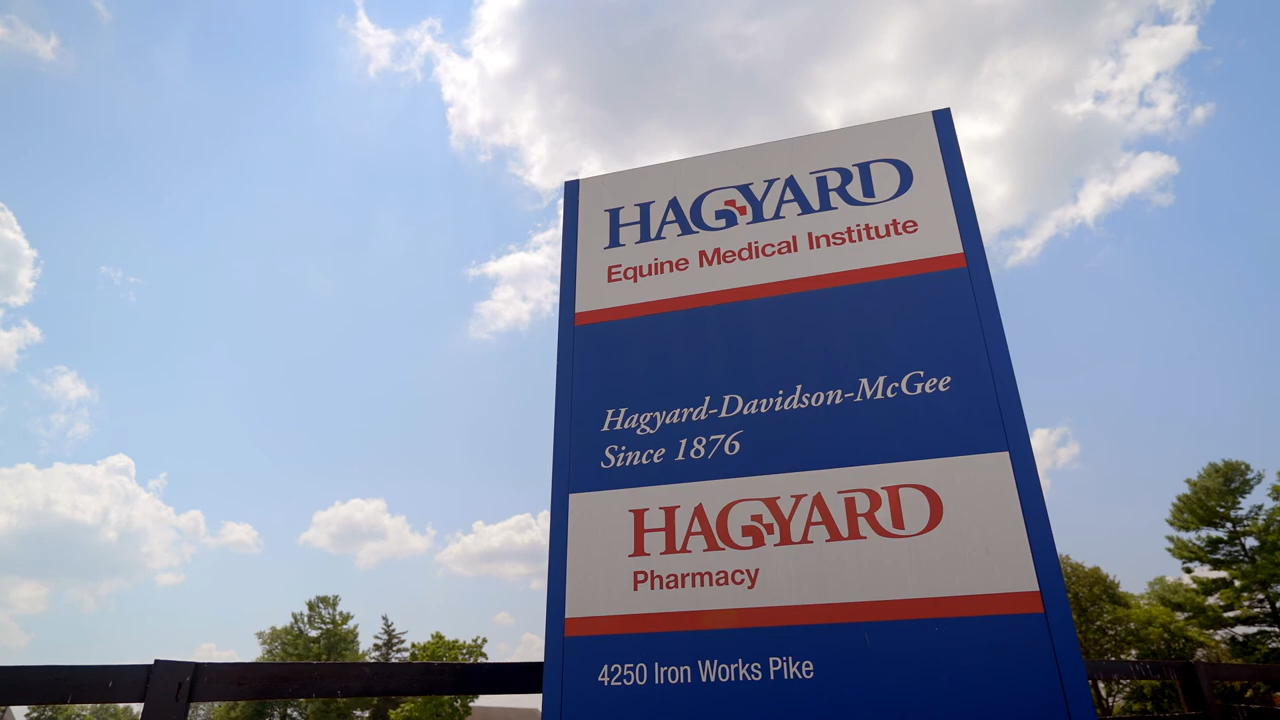 HAGYARD
Equine Medical Institute
Hagyard-Davidson-McGee
Since 1876
HAGYARD
Pharmacy
4250 Iron Works Pike